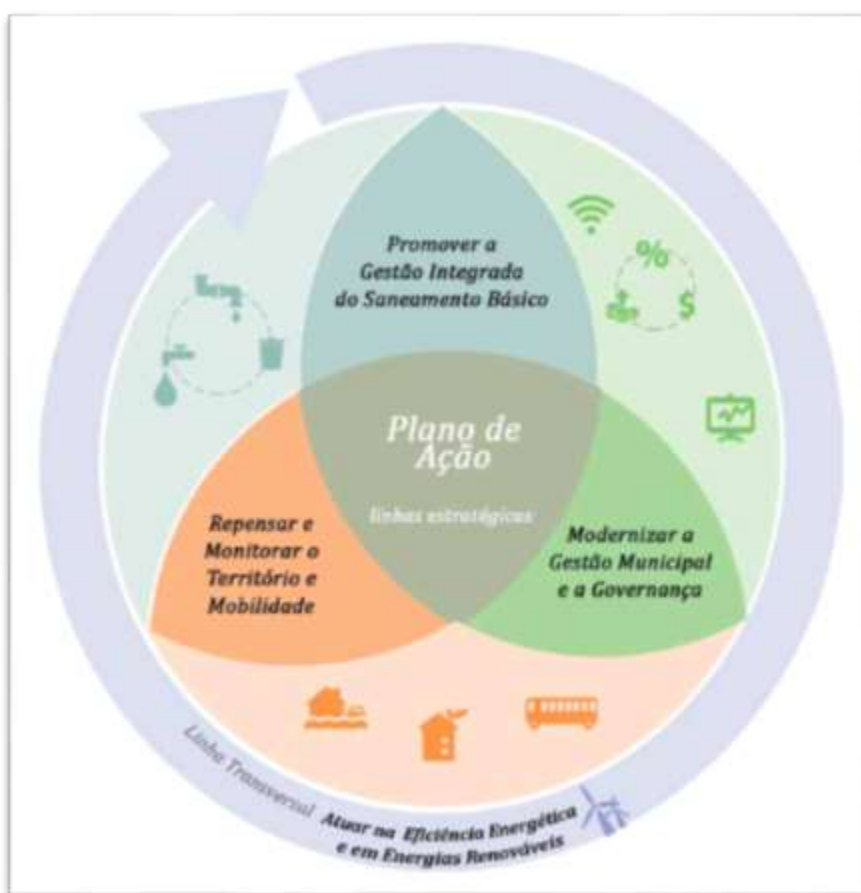 Promover a
Gestão Integrada
do Saneamento Básico
%
$
Plano de
Ação
linhas estratégicas
Repensar e
Monitorar o
Território e
Mobilidade
Modernizar a
Gestão Municipal
e a Governança
Linha Transversal Atuar na Eficiência Energética
e em Energias Renováveis